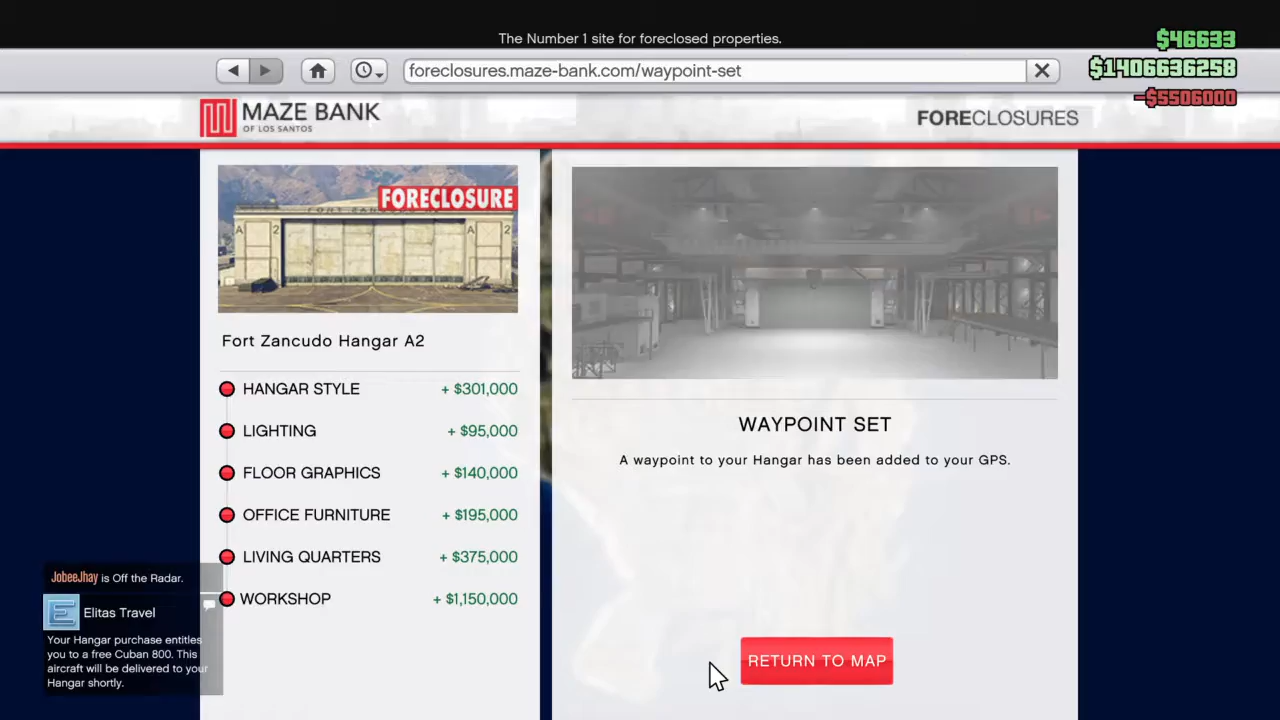 The Number 1 site for foreclosed properties.
$46633
foreclosures.maze-bank.com/waypoint-set
$1406636258
-$5506000
MAZE BANK
OF LOS SANTOS
FORECLOSURES
FORECLOSURE
A 2
A 2
Fort Zancudo Hangar A2
HANGAR STYLE + $301,000
LIGHTING + $95,000
FLOOR GRAPHICS + $140,000
OFFICE FURNITURE + $195,000
LIVING QUARTERS + $375,000
WORKSHOP + $1,150,000
WAYPOINT SET
A waypoint to your Hangar has been added to your GPS.
RETURN TO MAP
JobeeJhay is Off the Radar.
Elitas Travel
Your Hangar purchase entitles
you to a free Cuban 800. This
aircraft will be delivered to your
Hangar shortly.